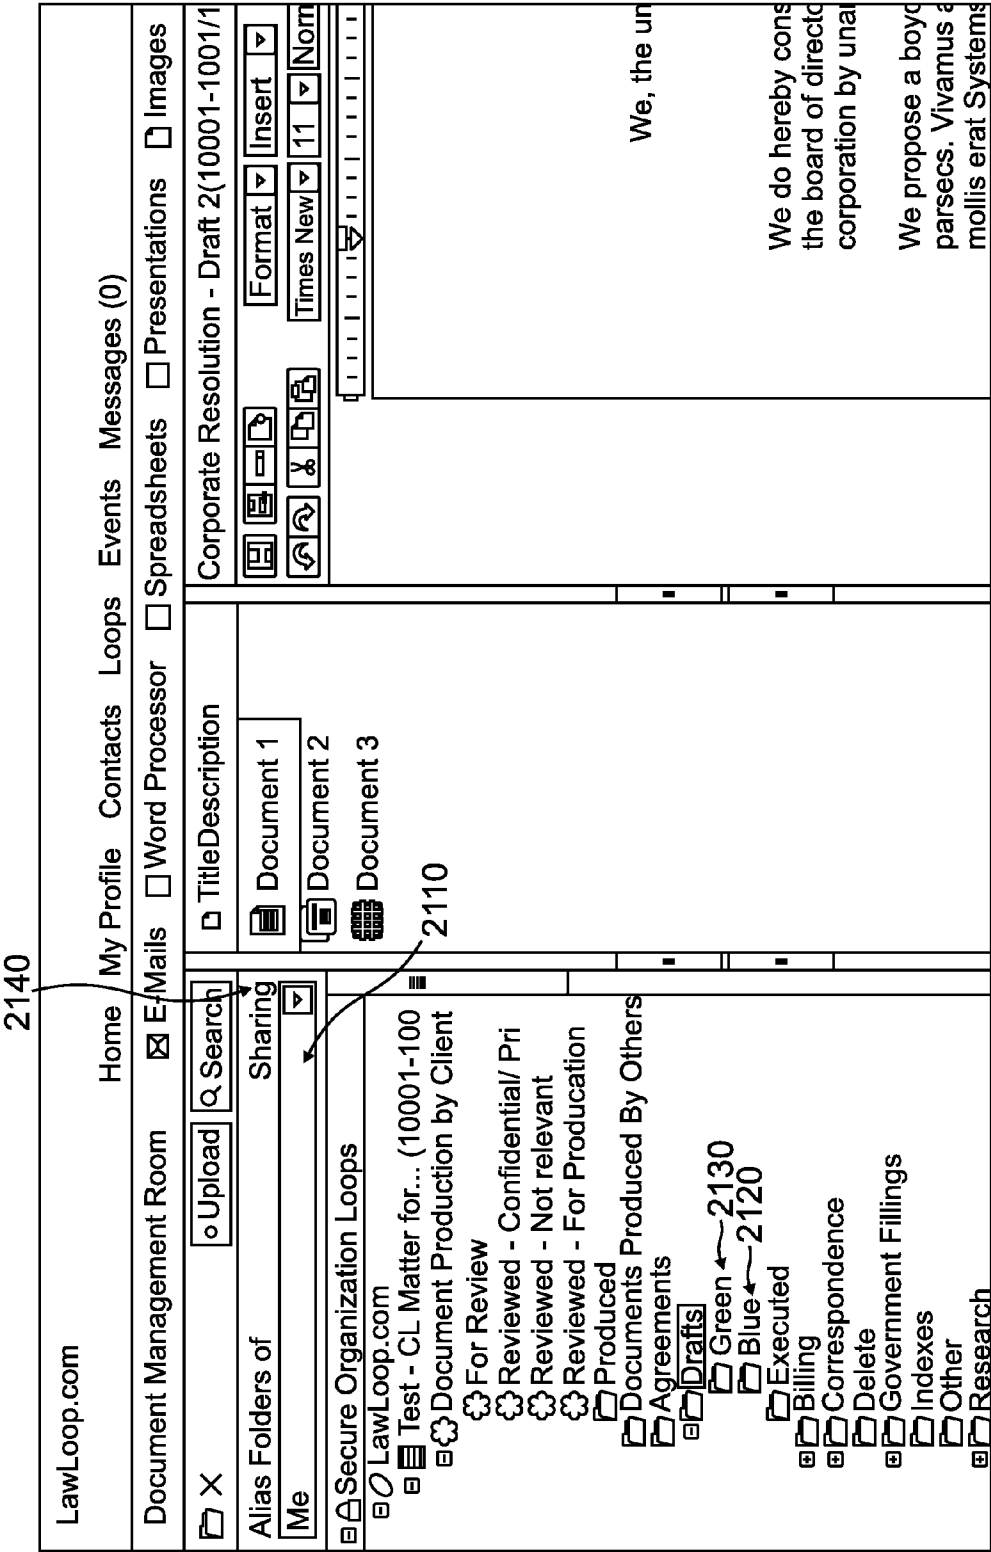 2140
LawLoop.com
Home My Profile Contacts Loops Events Messages (0)
Document Management Room E-Mails Word Processor Spreadsheets Presentations Images
Upload Search
Alias Folders of Sharing
Me
2110
Secure Organization Loops
LawLoop.com
Test - CL Matter for... (10001-100
Document Production by Client
For Review
Reviewed - Confidential/ Pri
Reviewed - Not relevant
Reviewed - For Producation
Produced
Documents Produced By Others
Agreements
Drafts
Green 2130
Blue 2120
Executed
Billing
Correspondence
Delete
Government Fillings
Indexes
Other
Research
TitleDescription
Document 1
Document 2
Document 3
Corporate Resolution - Draft 2(10001-1001/1
Format Insert
Times New 11 Norn
We, the un
We do hereby cons
the board of directo
corporation by unar
We propose a boyc
parsecs. Vivamus a
mollis erat Systems